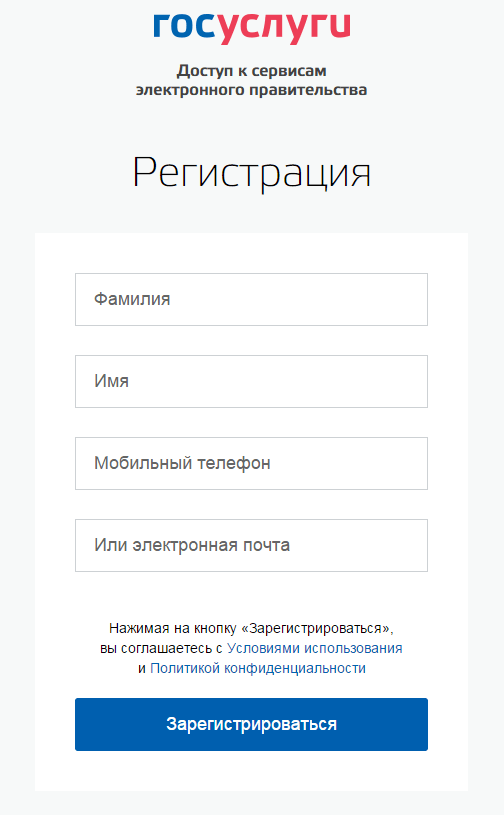 госуслуги
Доступ к сервисам
электронного правительства
Регистрация
Фамилия
Имя
Мобильный телефон
Или электронная почта
Нажимая на кнопку «Зарегистрироваться»,
вы соглашаетесь с Условиями использования
и Политикой конфиденциальности
Зарегистрироваться